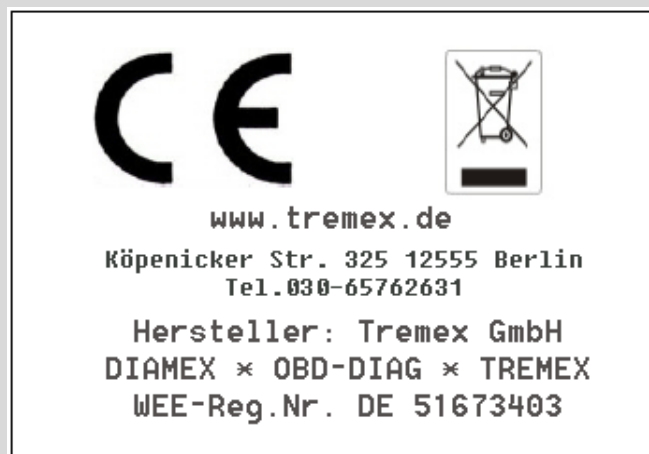 CE
www.tremex.de
Köpenicker Str. 325 12555 Berlin
Tel.030-65762631
Hersteller: Tremex GmbH
DIAMEX * OBD-DIAG * TREMEX
WEE-Reg.Nr. DE 51673403